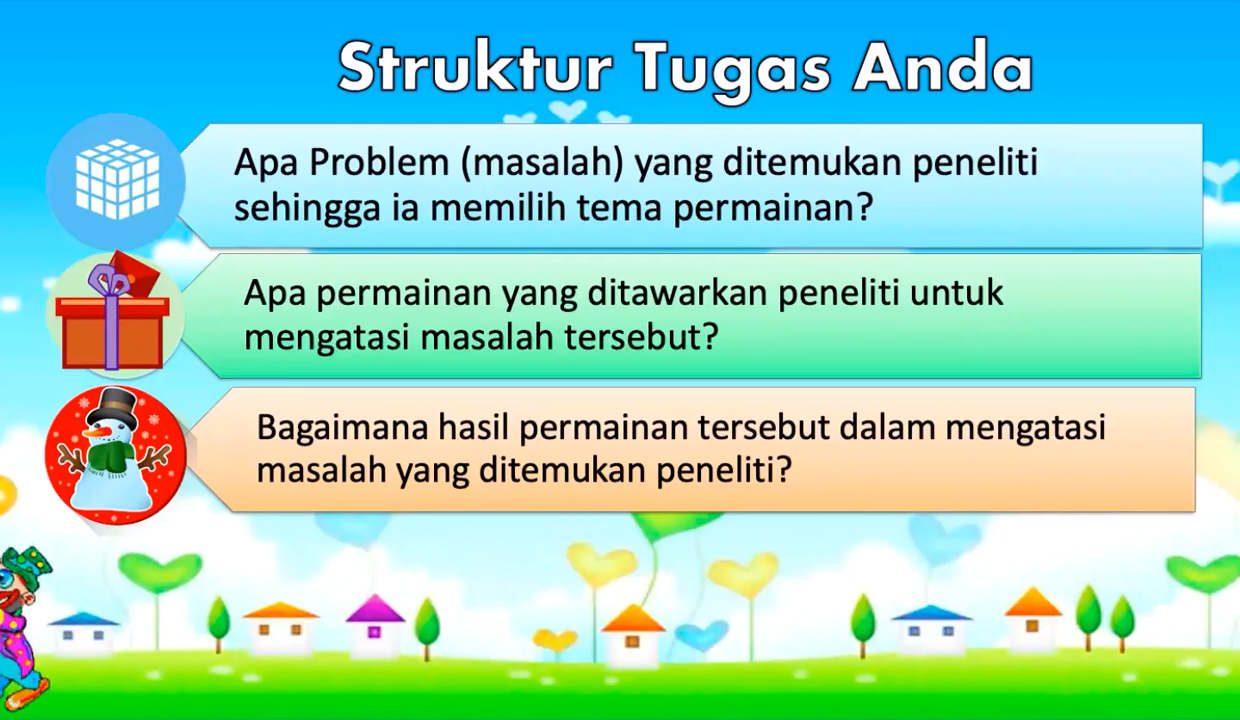 Struktur Tugas Anda
Apa Problem (masalah) yang ditemukan peneliti
sehingga ia memilih tema permainan?
Apa permainan yang ditawarkan peneliti untuk
mengatasi masalah tersebut?
Bagaimana hasil permainan tersebut dalam mengatasi
masalah yang ditemukan peneliti?